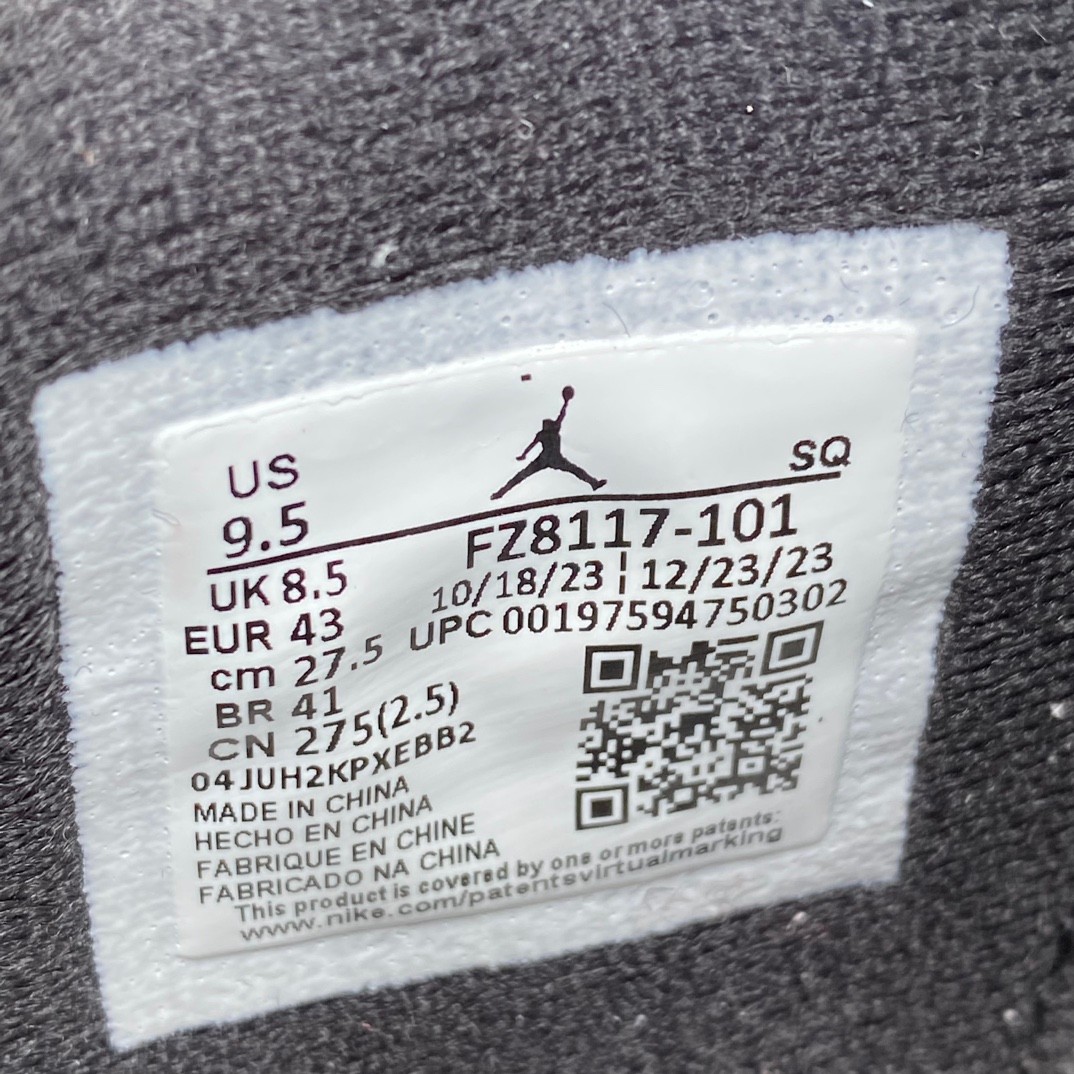 US
SQ
9.5
FZ8117-101
UK 8.5
10/18/23 ¦ 12/23/23
EUR 43
UPC 00197594750302
cm 27.5
BR 41
CN 275(2.5)
04JUH2KPXEBB2
MADE IN CHINA
HECHO EN CHINA
FABRIQUE EN CHINE
FABRICADO NA CHINA
This product is covered by one or more patents:
www.nike.com/patentsvirtualmarking